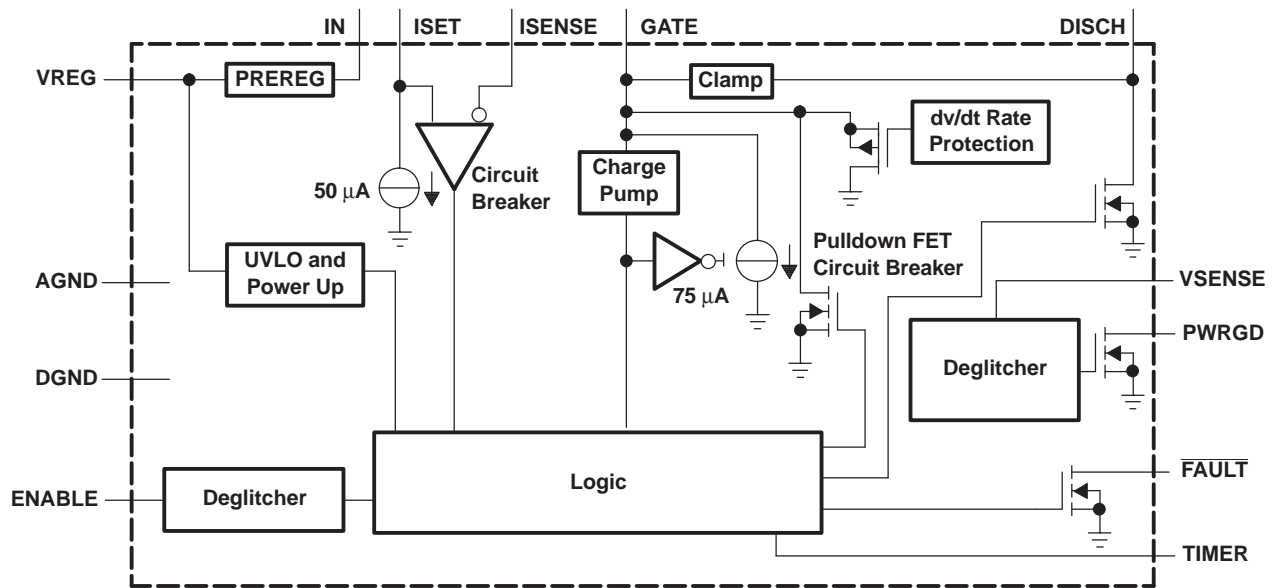 IN
ISET
ISENSE
GATE
DISCH
VREG
PREREG
Clamp
dv/dt Rate
Protection
Circuit
Breaker
50 μA
Charge
Pump
UVLO and
Power Up
Pulldown FET
Circuit Breaker
75 μA
AGND
VSENSE
PWRGD
DGND
Deglitcher
Logic
FAULT
ENABLE
Deglitcher
TIMER